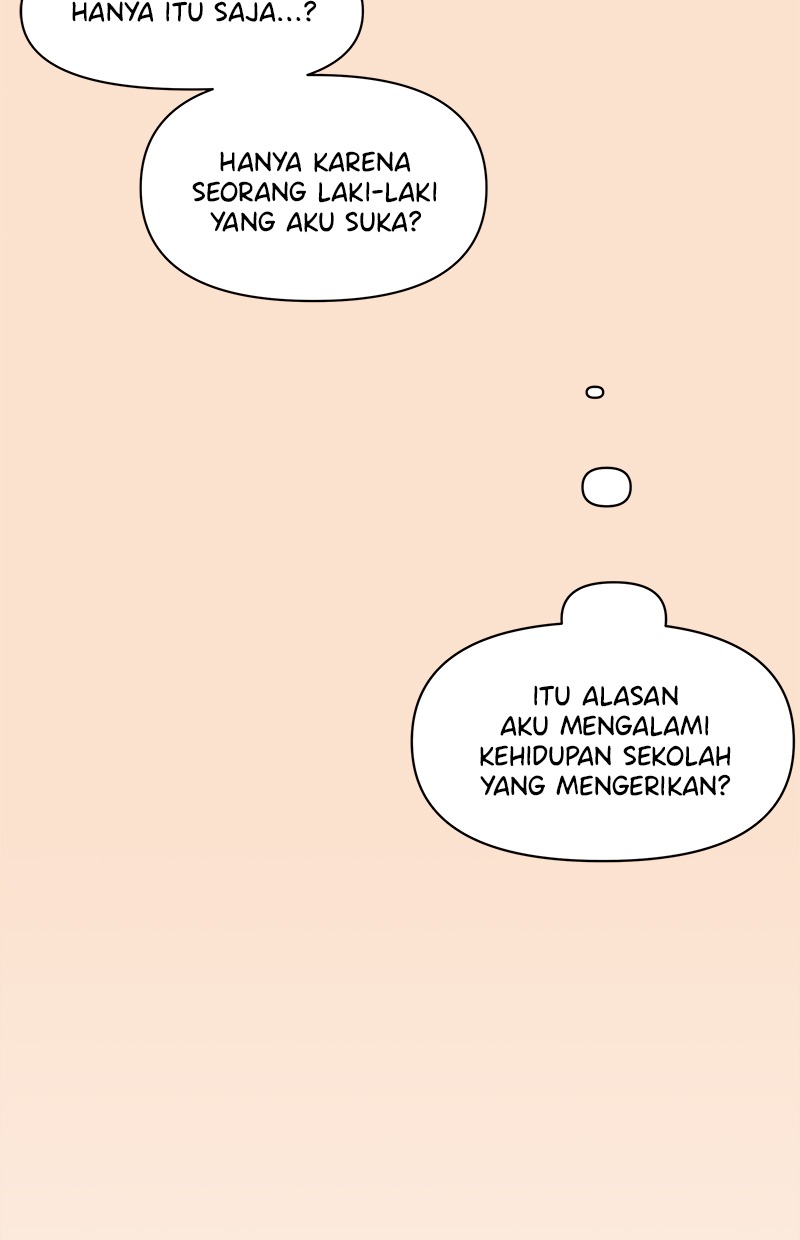 HANYA ITU SAJA...?
HANYA KARENA
SEORANG LAKI-LAKI
YANG AKU SUKA?
ITU ALASAN
AKU MENGALAMI
KEHIDUPAN SEKOLAH
YANG MENGERIKAN?